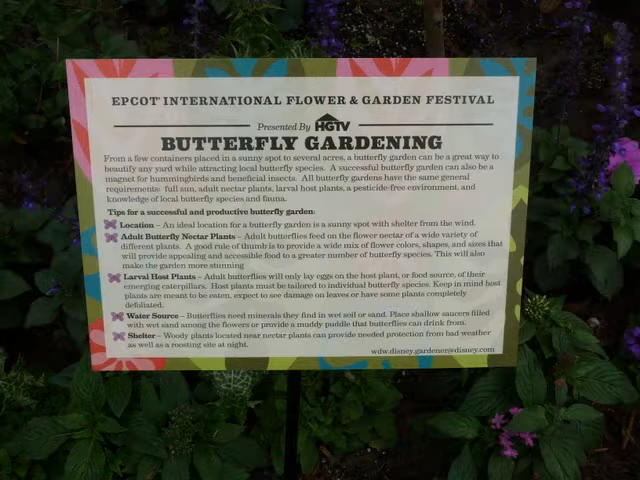 EPCOT® INTERNATIONAL FLOWER & GARDEN FESTIVAL
Presented By HGTV
BUTTERFLY GARDENING
From a few containers placed in a sunny spot to several acres, a butterfly garden can be a great way to
beautify any yard while attracting local butterfly species. A successful butterfly garden can also be a
magnet for hummingbirds and beneficial insects. All butterfly gardens have the same general
requirements: full sun, adult nectar plants, larval host plants, a pesticide-free environment, and
knowledge of local butterfly species and fauna.
Tips for a successful and productive butterfly garden:
Location – An ideal location for a butterfly garden is a sunny spot with shelter from the wind.
Adult Butterfly Nectar Plants – Adult butterflies feed on the flower nectar of a wide variety of
different plants. A good rule of thumb is to provide a wide mix of flower colors, shapes, and sizes that
will provide appealing and accessible food to a greater number of butterfly species. This will also
make the garden more stunning
Larval Host Plants – Adult butterflies will only lay eggs on the host plant, or food source, of their
emerging caterpillars. Host plants must be tailored to individual butterfly species. Keep in mind host
plants are meant to be eaten, expect to see damage on leaves or have some plants completely
defoliated.
Water Source – Butterflies need minerals they find in wet soil or sand. Place shallow saucers filled
with wet sand among the flowers or provide a muddy puddle that butterflies can drink from.
Shelter – Woody plants located near nectar plants can provide needed protection from bad weather
as well as a roosting site at night.
wdw.disney.gardener@disney.com